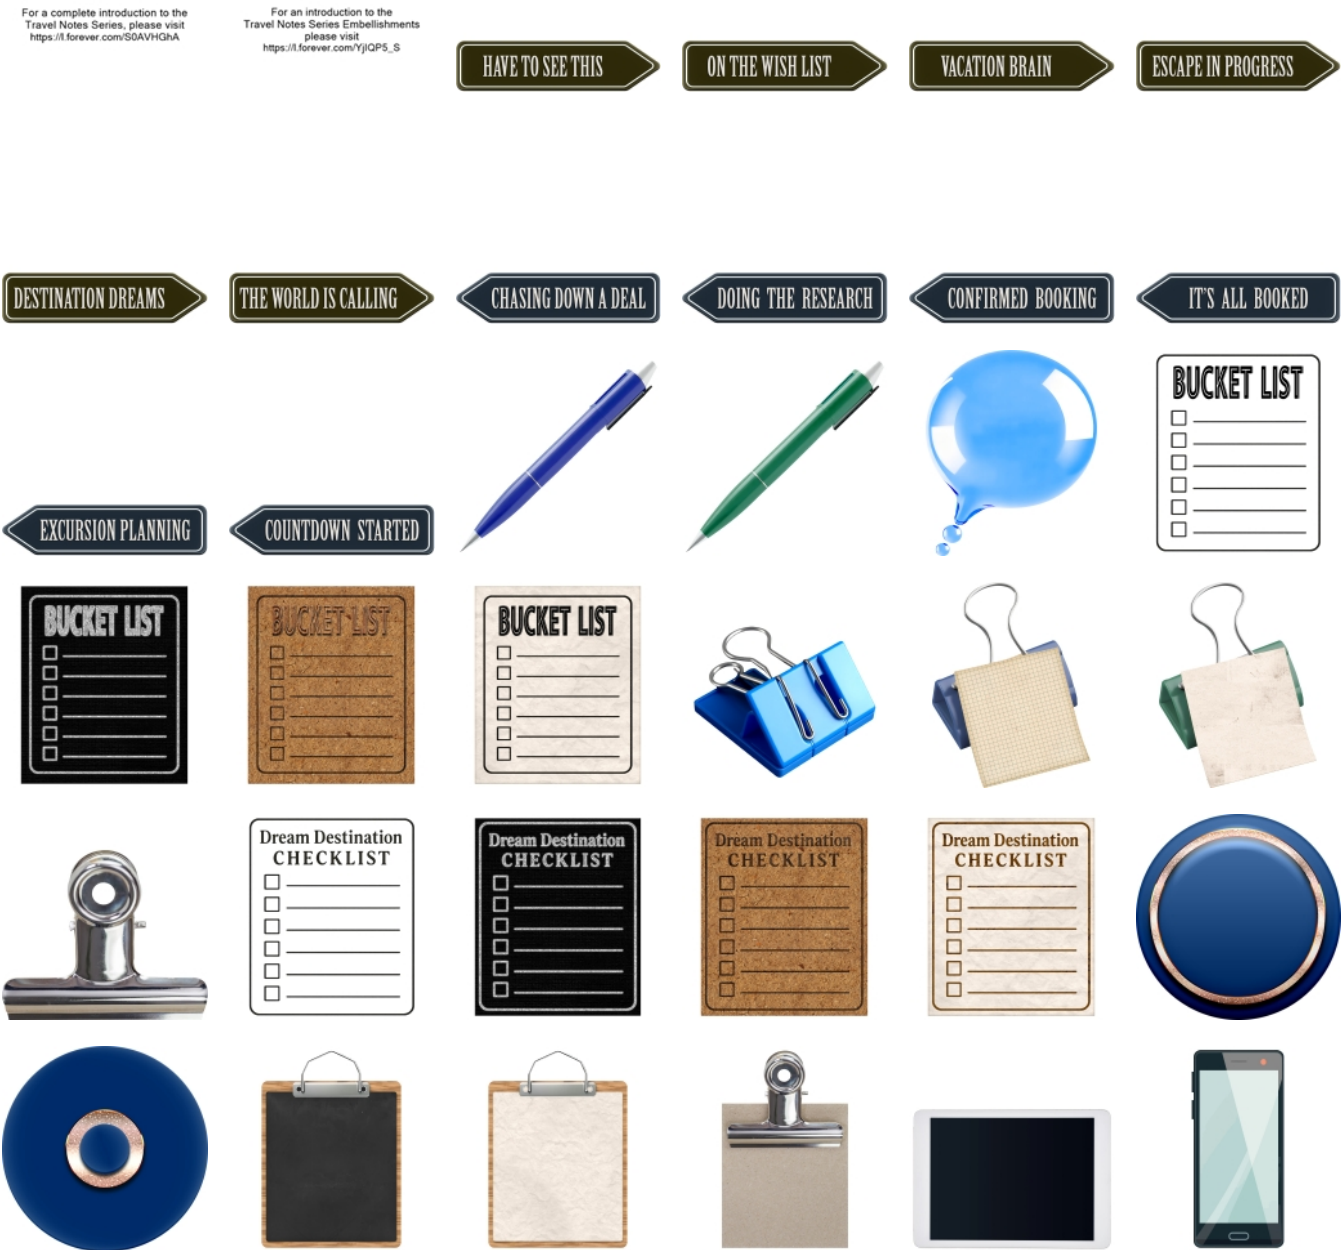 For a complete introduction to the
Travel Notes Series, please visit
https://l.forever.com/S0AVHGhA
For an introduction to the
Travel Notes Series Embellishments
please visit
https://l.forever.com/YjIQP5_S
HAVE TO SEE THIS
ON THE WISH LIST
VACATION BRAIN
ESCAPE IN PROGRESS
DESTINATION DREAMS
THE WORLD IS CALLING
CHASING DOWN A DEAL
DOING THE RESEARCH
CONFIRMED BOOKING
IT'S ALL BOOKED
EXCURSION PLANNING
COUNTDOWN STARTED
BUCKET LIST
BUCKET LIST
BUCKET LIST
BUCKET LIST
Dream Destination
CHECKLIST
Dream Destination
CHECKLIST
Dream Destination
CHECKLIST
Dream Destination
CHECKLIST